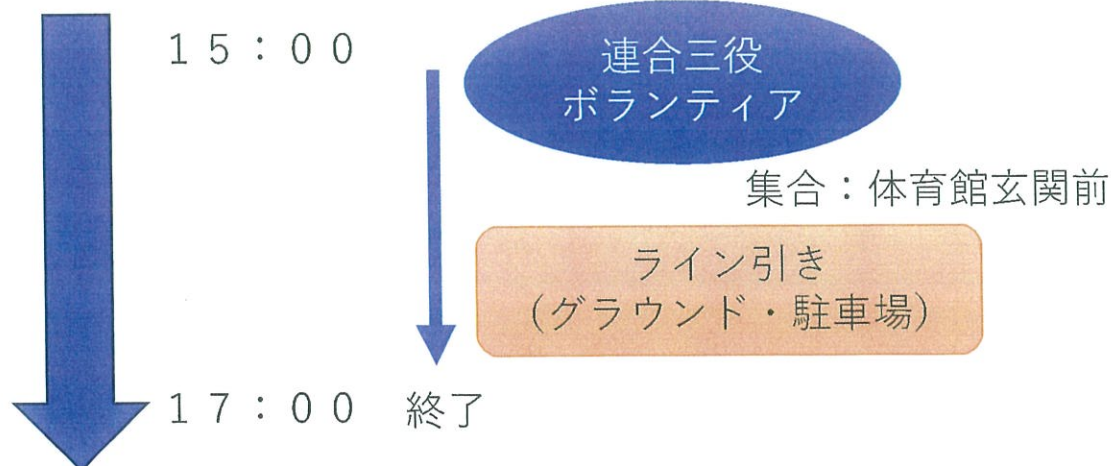 １５：００
連合三役
ボランティア
集合：体育館玄関前
ライン引き
（グラウンド・駐車場）
１７：００　終了